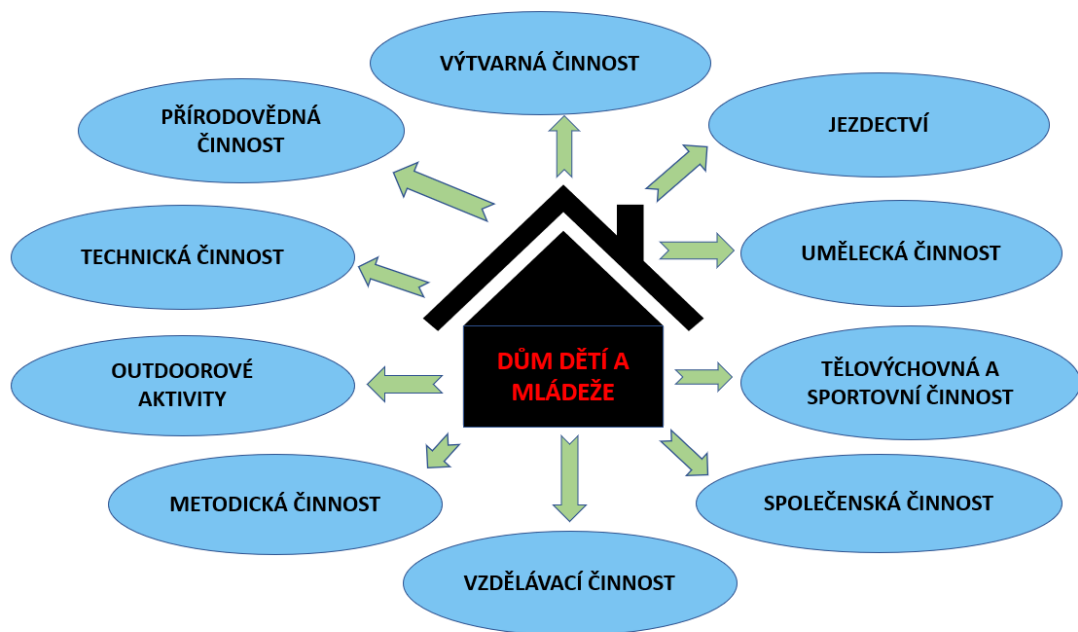 VÝTVARNÁ ČINNOST
PŘÍRODOVĚDNÁ
ČINNOST
JEZDECTVÍ
TECHNICKÁ ČINNOST
UMĚLECKÁ ČINNOST
DŮM DĚTÍ A
MLÁDEŽE
OUTDOOROVÉ
AKTIVITY
TĚLOVÝCHOVNÁ A
SPORTOVNÍ ČINNOST
METODICKÁ ČINNOST
SPOLEČENSKÁ ČINNOST
VZDĚLÁVACÍ ČINNOST